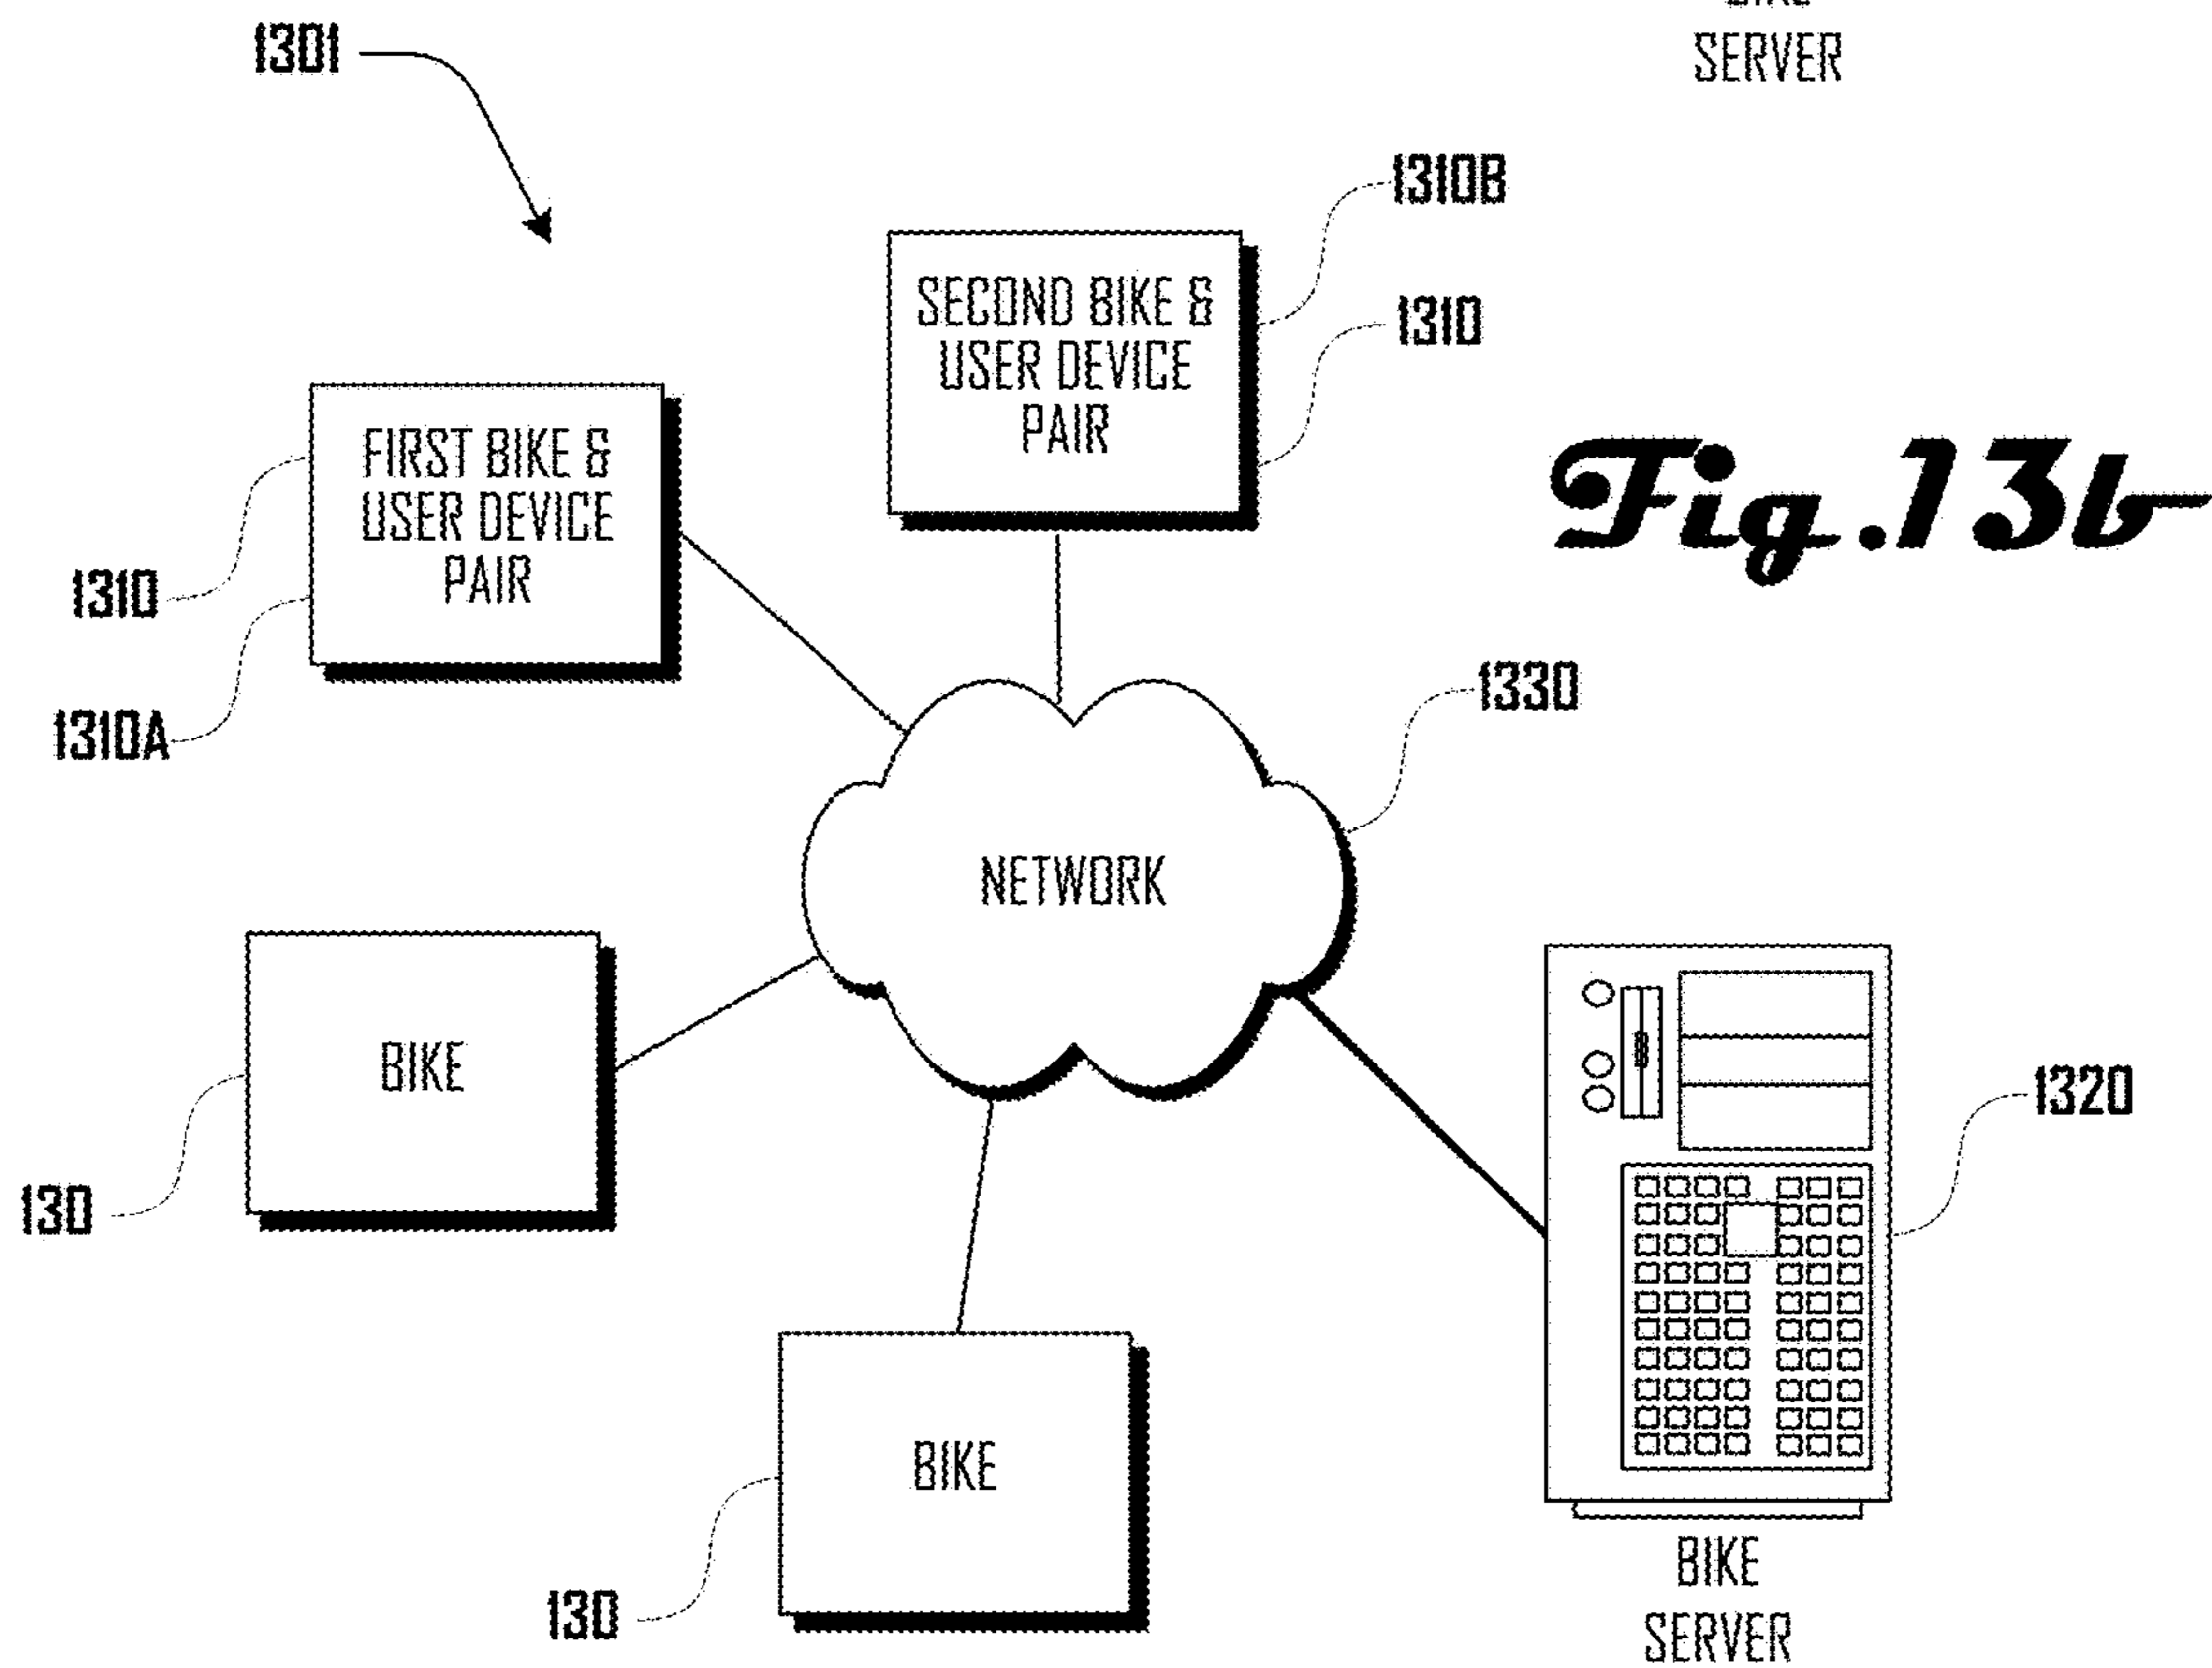 SERVER
1301
1310B
SECOND BIKE &
USER DEVICE
PAIR
1310
FIRST BIKE &
USER DEVICE
PAIR
Fig.13b
1310
1310A
1330
NETWORK
BIKE
130
1320
BIKE
130
BIKE
SERVER